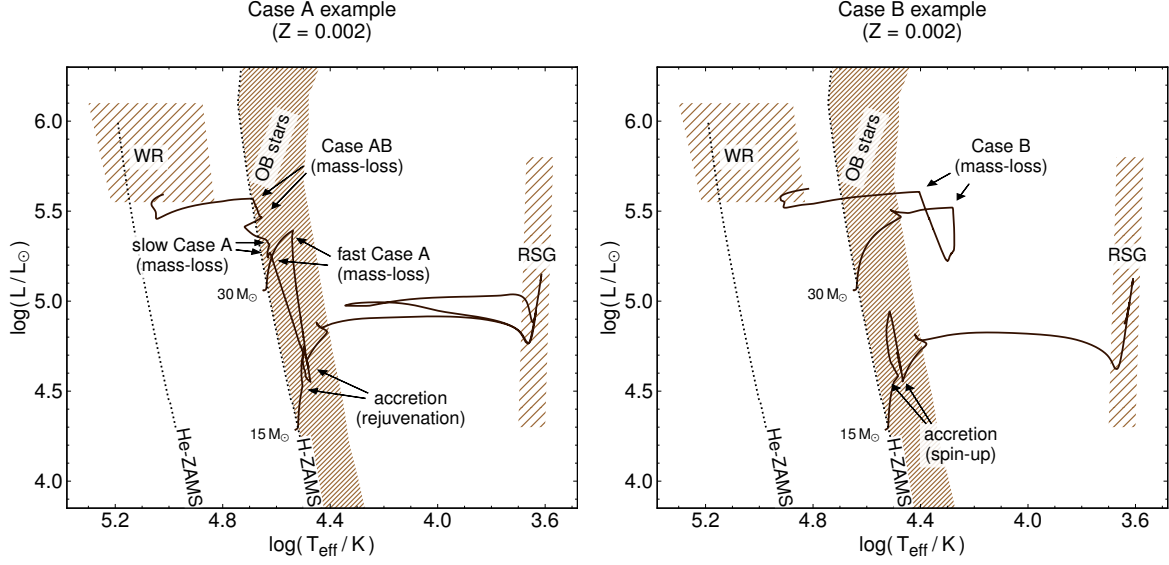 Case A example
(Z = 0.002)
6.0
5.5
5.0
4.5
4.0
log(L/L⊙)
WR
OB stars
Case AB
(mass-loss)
slow Case A
(mass-loss)
fast Case A
(mass-loss)
RSG
30 M⊙
accretion
(rejuvenation)
15 M⊙
He-ZAMS
H-ZAMS
5.2
4.8
4.4
4.0
3.6
log(Teff/K)
Case B example
(Z = 0.002)
6.0
5.5
5.0
4.5
4.0
log(L/L⊙)
WR
OB stars
Case B
(mass-loss)
RSG
30 M⊙
15 M⊙
accretion
(spin-up)
He-ZAMS
H-ZAMS
5.2
4.8
4.4
4.0
3.6
log(Teff/K)